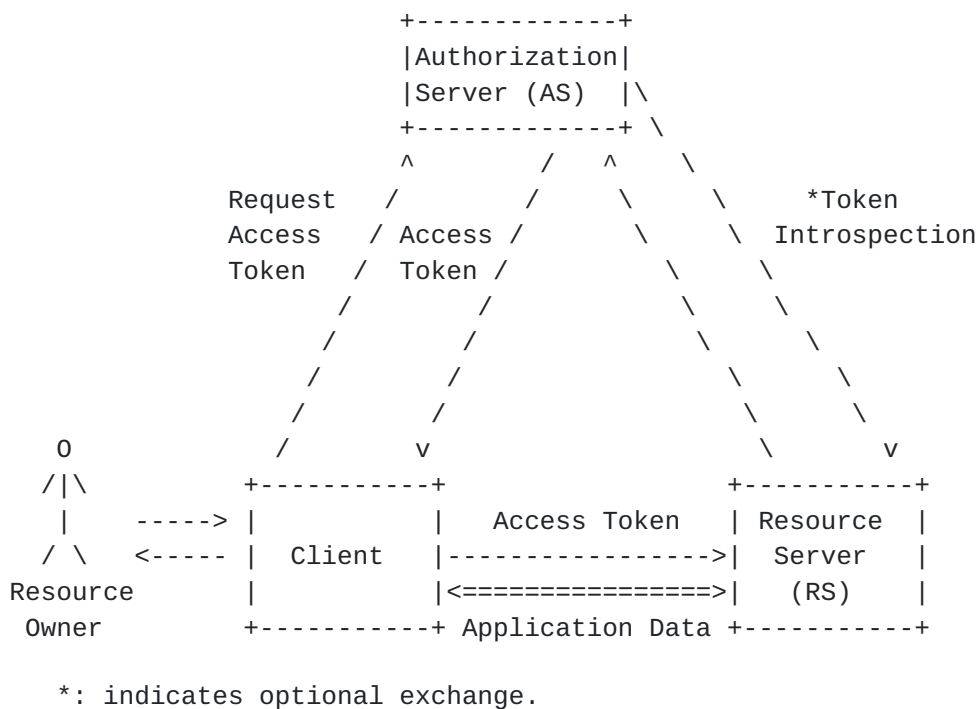 Authorization
Server (AS)
Request *Token
Access Access Introspection
Token Token
O
Access Token Resource
Client Server
Resource (RS)
Owner Application Data
*: indicates optional exchange.